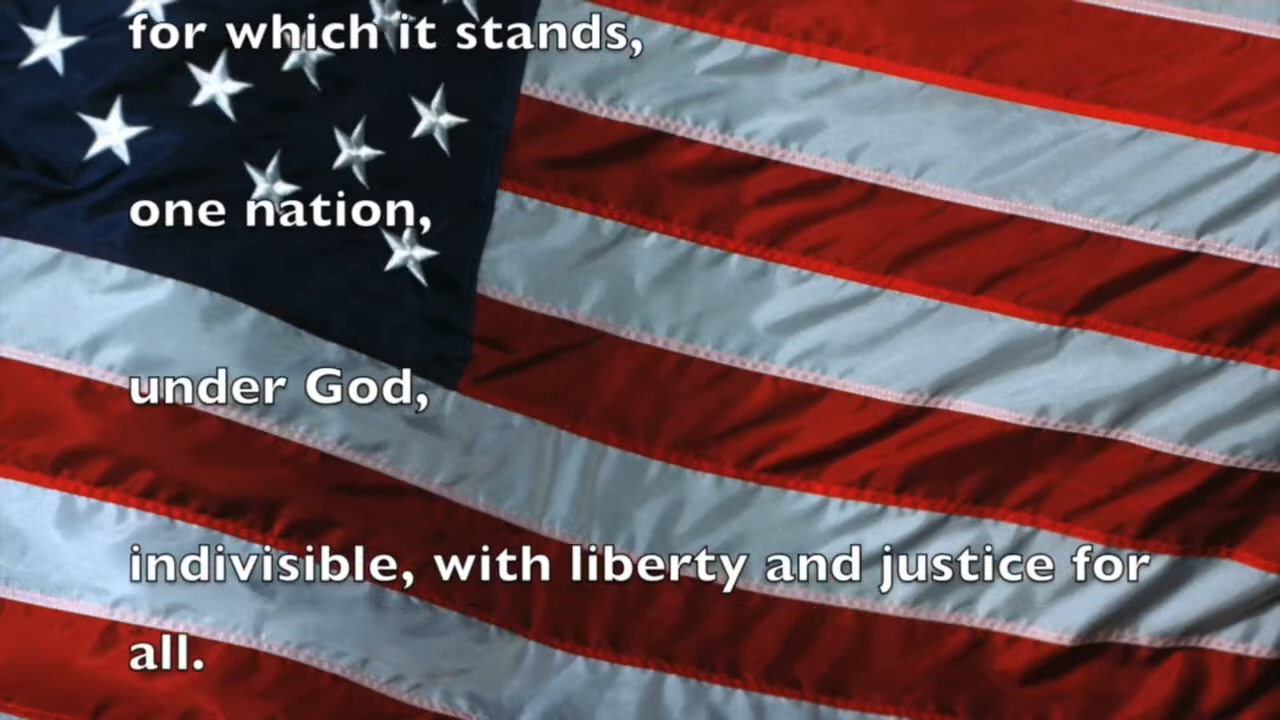 for which it stands,
one nation,
under God,
indivisible, with liberty and justice for
all.